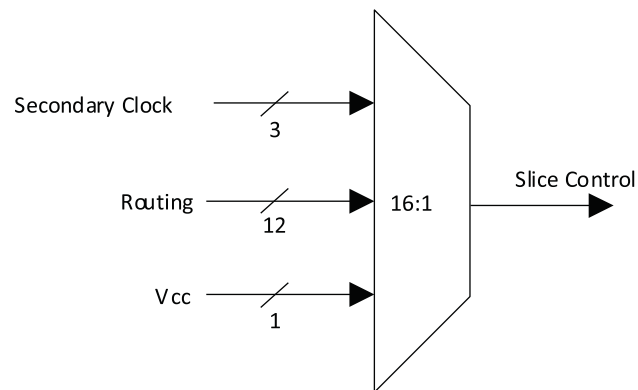 Secondary Clock
3
Routing
12
Vcc
1
16:1
Slice Control